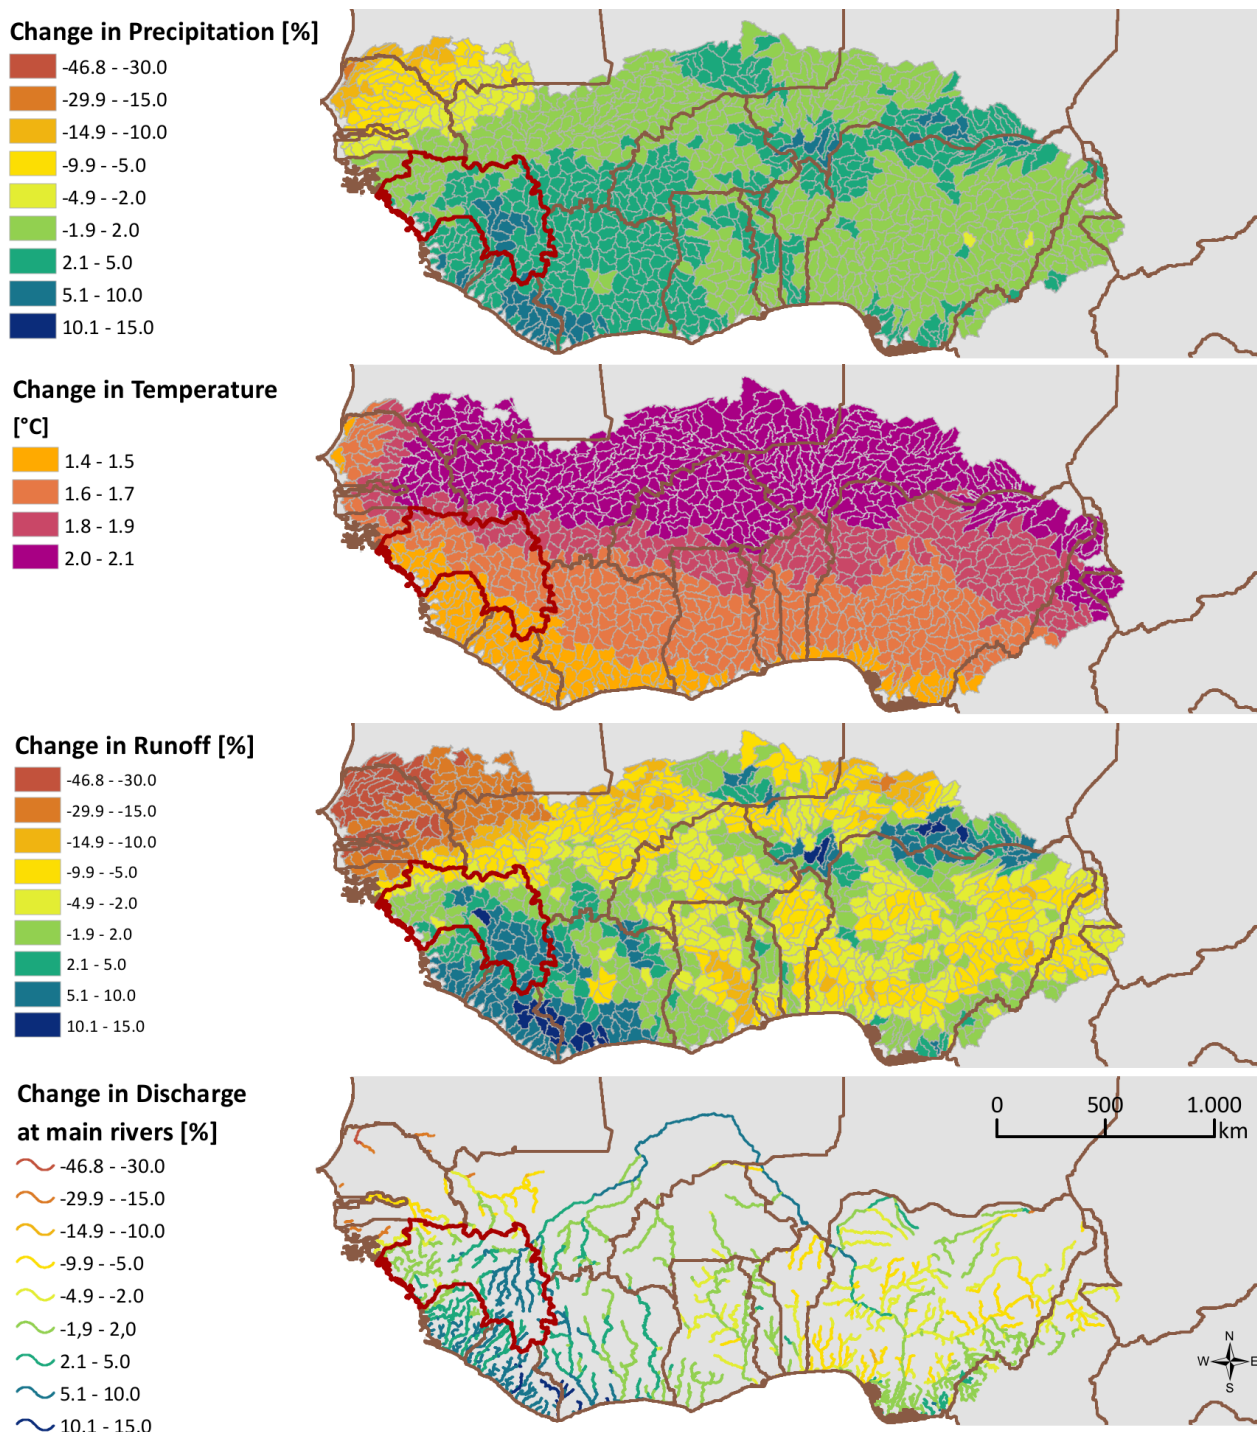 Change in Precipitation [%]
-46.8 - -30.0
-29.9 - -15.0
-14.9 - -10.0
-9.9 - -5.0
-4.9 - -2.0
-1.9 - 2.0
2.1 - 5.0
5.1 - 10.0
10.1 - 15.0
Change in Temperature
[°C]
1.4 - 1.5
1.6 - 1.7
1.8 - 1.9
2.0 - 2.1
Change in Runoff [%]
-46.8 - -30.0
-29.9 - -15.0
-14.9 - -10.0
-9.9 - -5.0
-4.9 - -2.0
-1.9 - 2.0
2.1 - 5.0
5.1 - 10.0
10.1 - 15.0
Change in Discharge
at main rivers [%]
-46.8 - -30.0
-29.9 - -15.0
-14.9 - -10.0
-9.9 - -5.0
-4.9 - -2.0
-1.9 - 2,0
2.1 - 5.0
5.1 - 10.0
10.1 - 15.0
0 500 1.000
km
N
W E
S